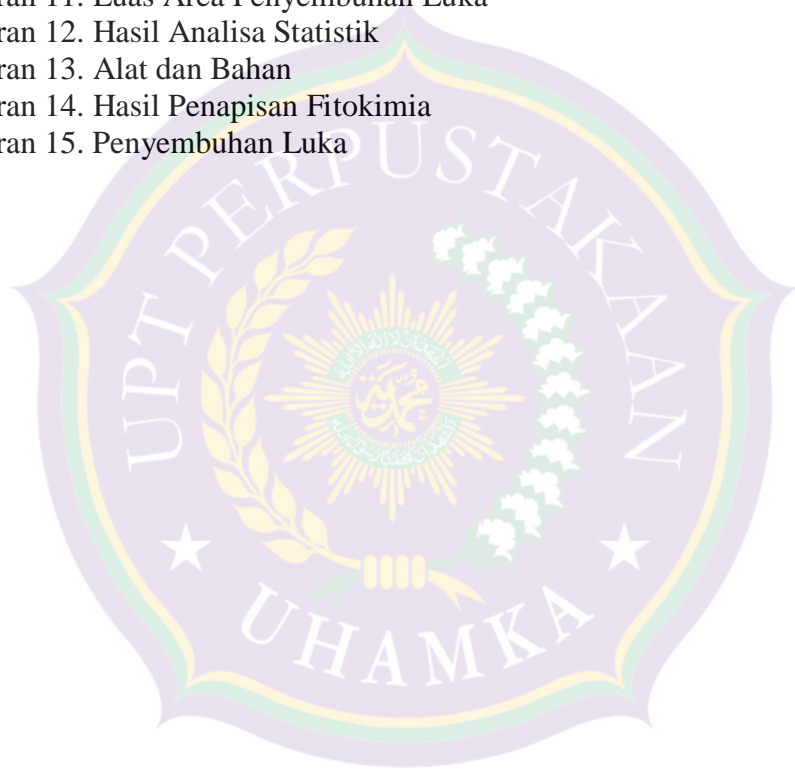 ran 11. Luas Area Penyembuhan Luka
ran 12. Hasil Analisa Statistik
ran 13. Alat dan Bahan
ran 14. Hasil Penapisan Fitokimia
ran 15. Penyembuhan Luka
UPT PERPUSTAKAAN
محمدية
UHAMKA